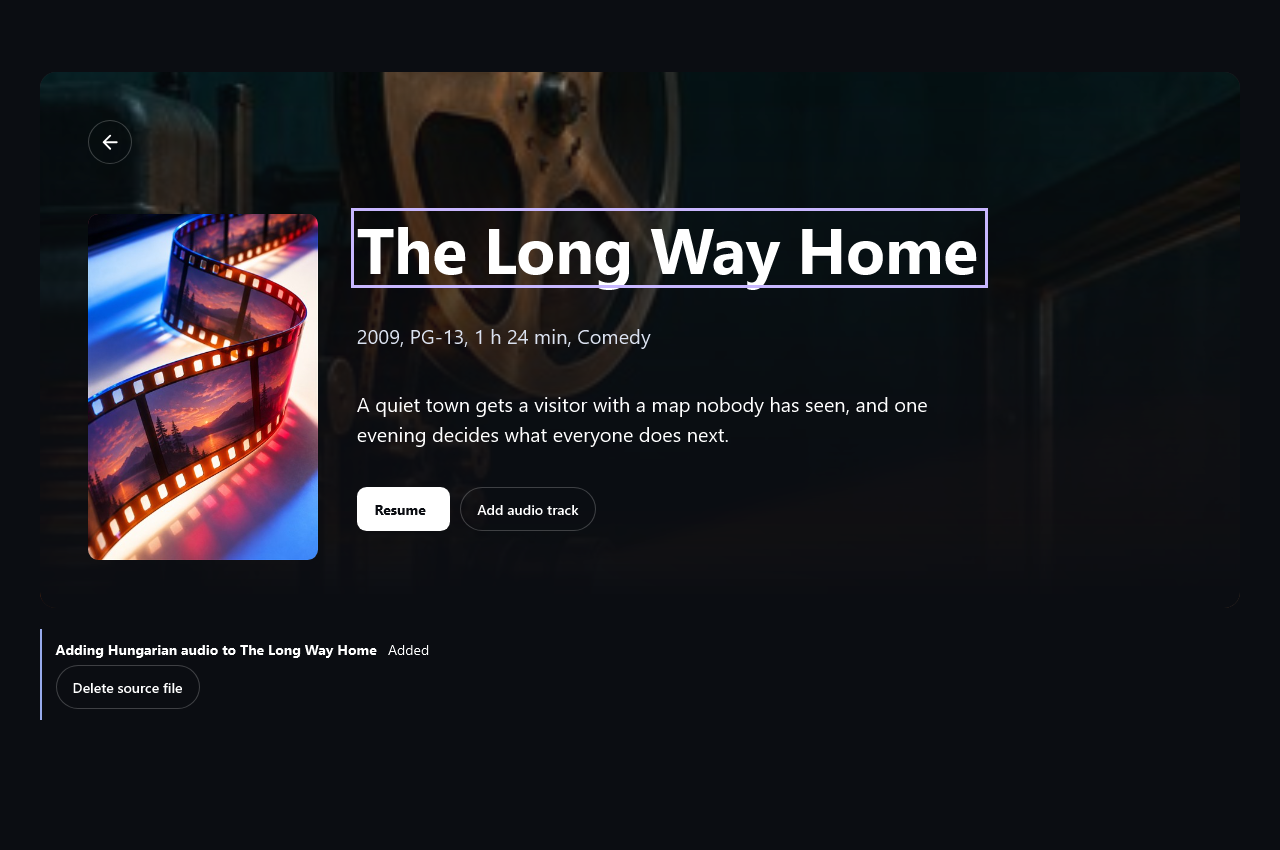 The Long Way Home
2009, PG-13, 1 h 24 min, Comedy
A quiet town gets a visitor with a map nobody has seen, and one
evening decides what everyone does next.
Resume
Add audio track
Adding Hungarian audio to The Long Way Home Added
Delete source file